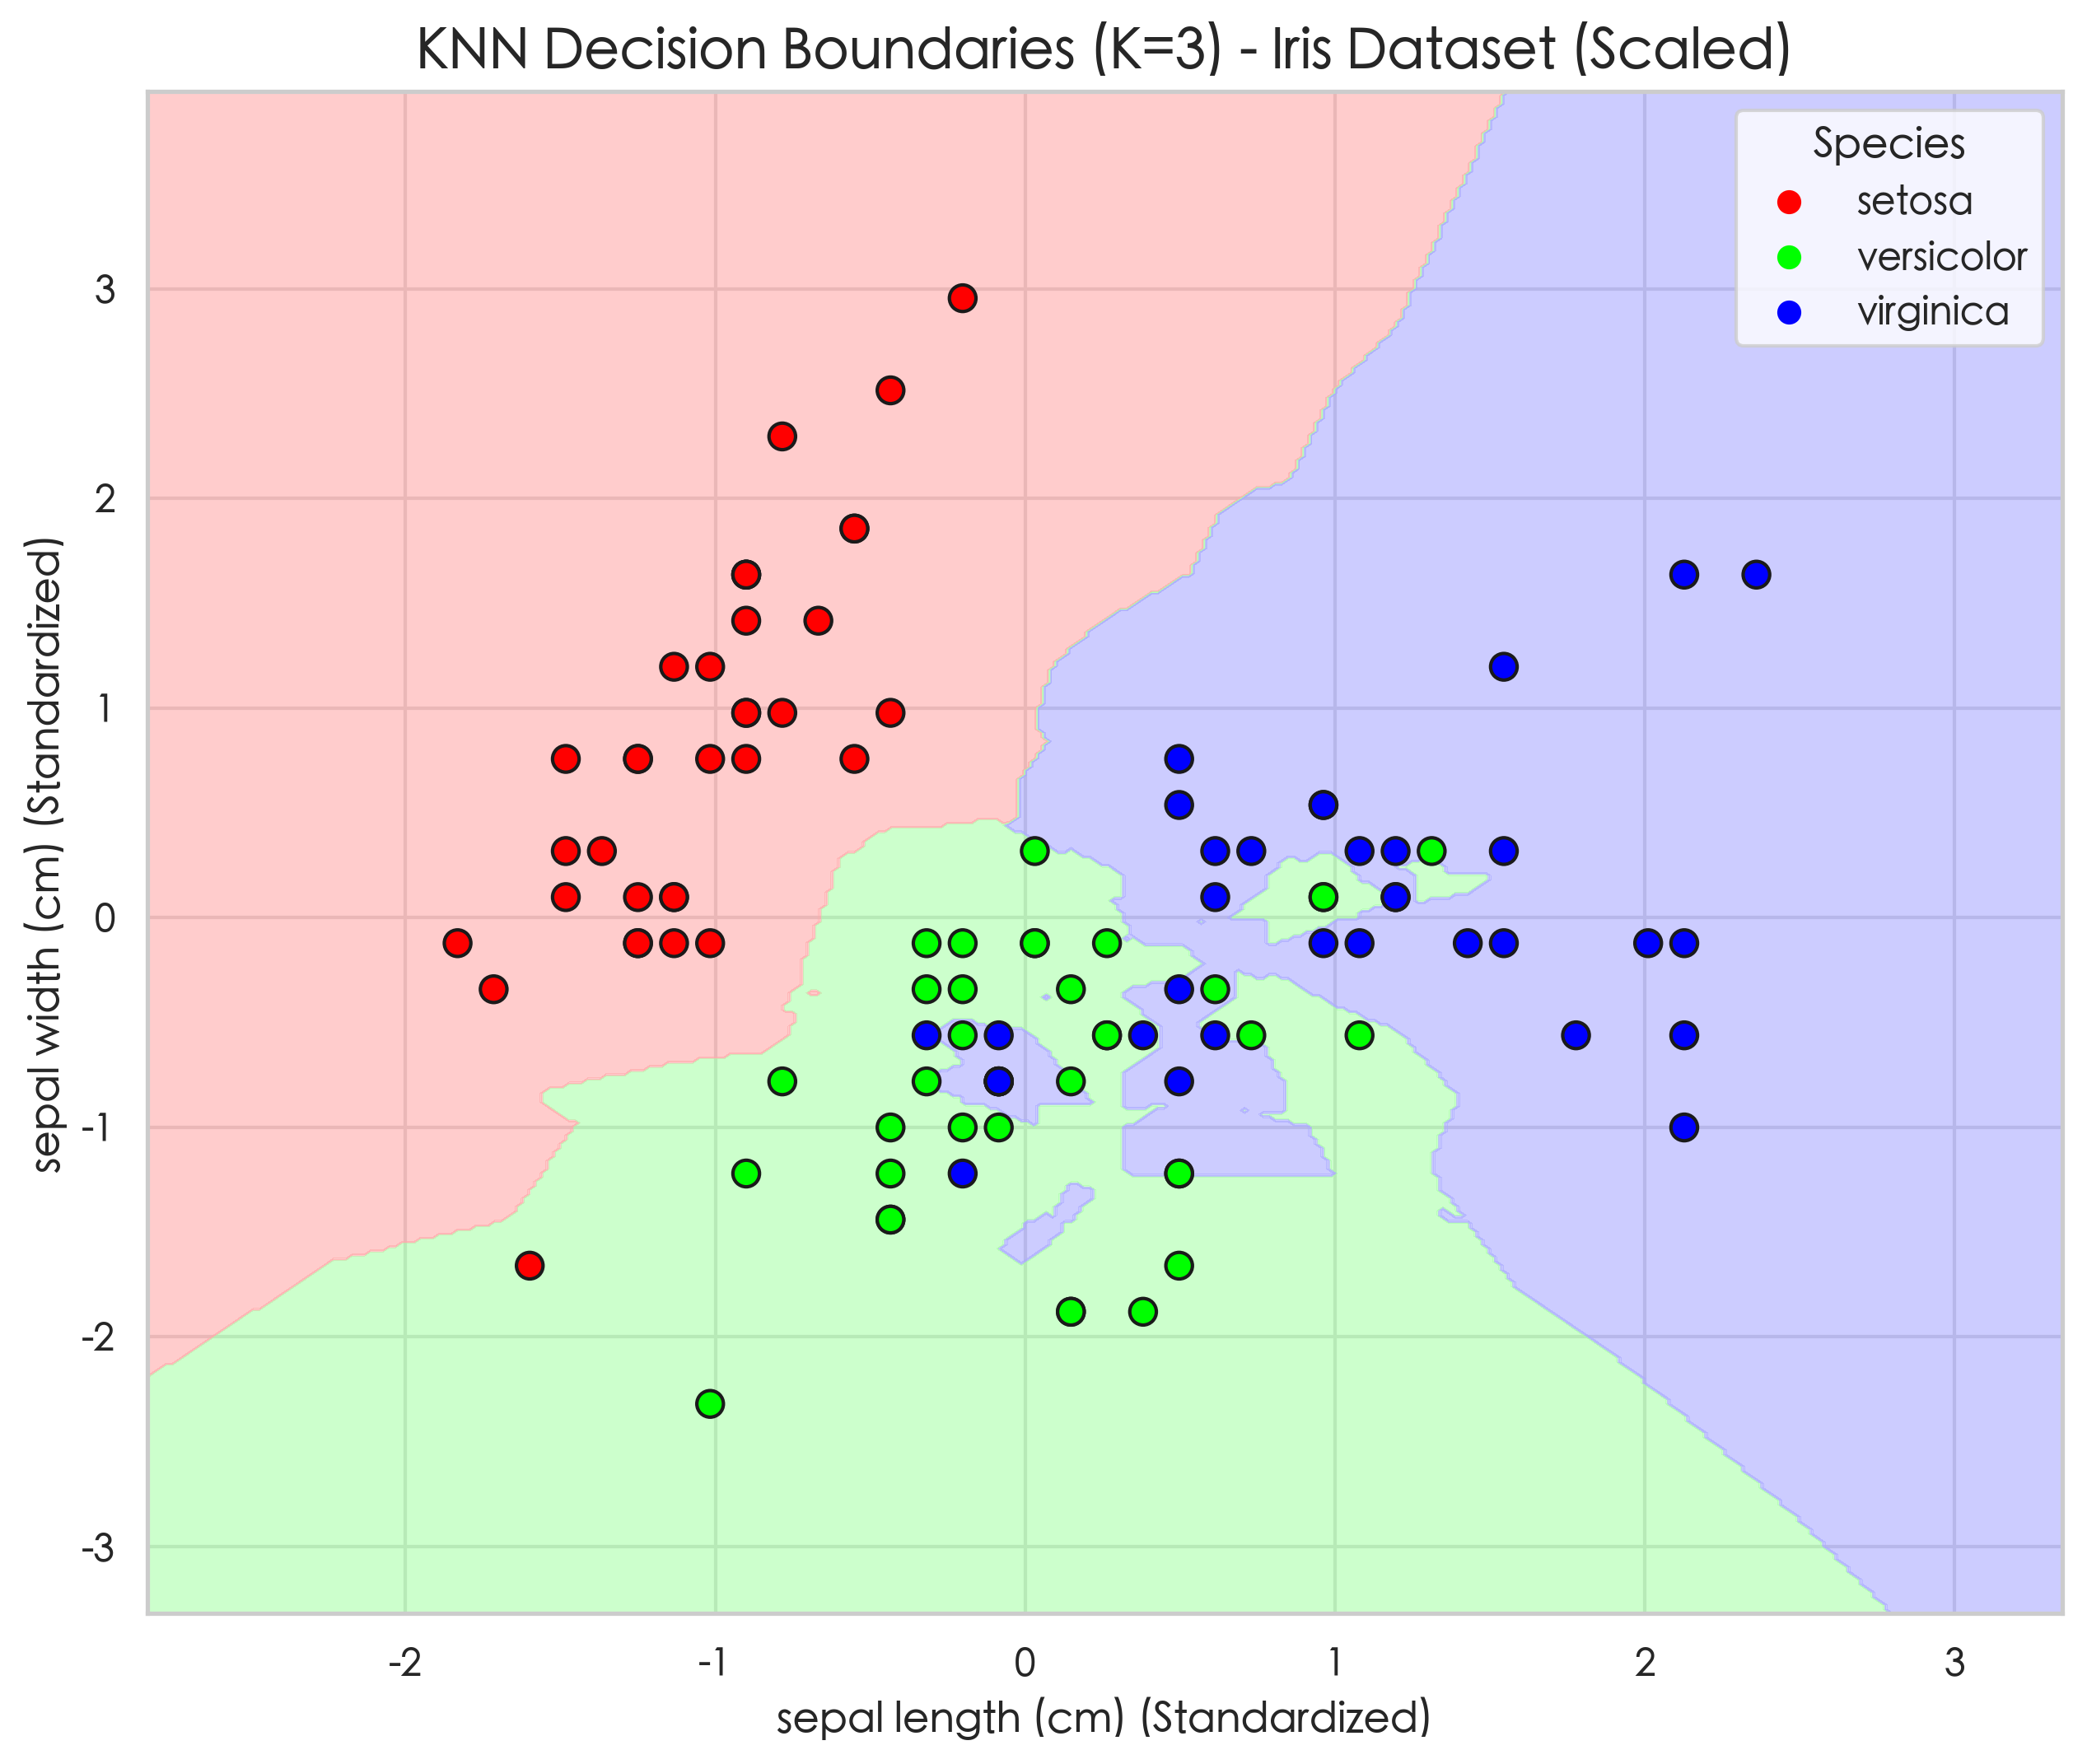 KNN Decision Boundaries (K=3) - Iris Dataset (Scaled)
Species
setosa
versicolor
virginica
sepal width (cm) (Standardized)
3
2
1
0
-1
-2
-3
-2
-1
0
1
2
3
sepal length (cm) (Standardized)